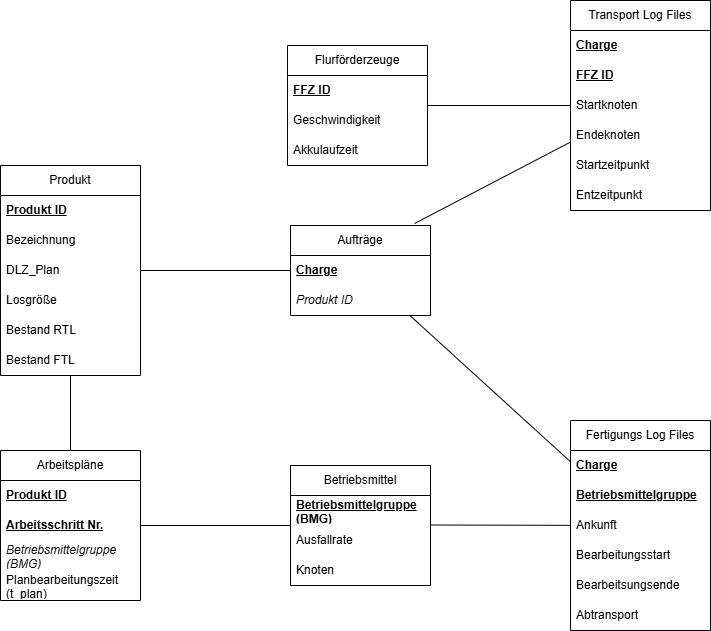 Transport Log Files
Charge
FFZ ID
Startknoten
Endeknoten
Startzeitpunkt
Entzeitpunkt
Flurförderzeuge
FFZ ID
Geschwindigkeit
Akkulaufzeit
Produkt
Produkt ID
Bezeichnung
DLZ_Plan
Losgröße
Bestand RTL
Bestand FTL
Aufträge
Charge
Produkt ID
Arbeitspläne
Produkt ID
Arbeitsschritt Nr.
Betriebsmittelgruppe
(BMG)
Planbearbeitungszeit
(t_plan)
Betriebsmittel
Betriebsmittelgruppe
(BMG)
Ausfallrate
Knoten
Fertigungs Log Files
Charge
Betriebsmittelgruppe
Ankunft
Bearbeitungsstart
Bearbeitsungsende
Abtransport